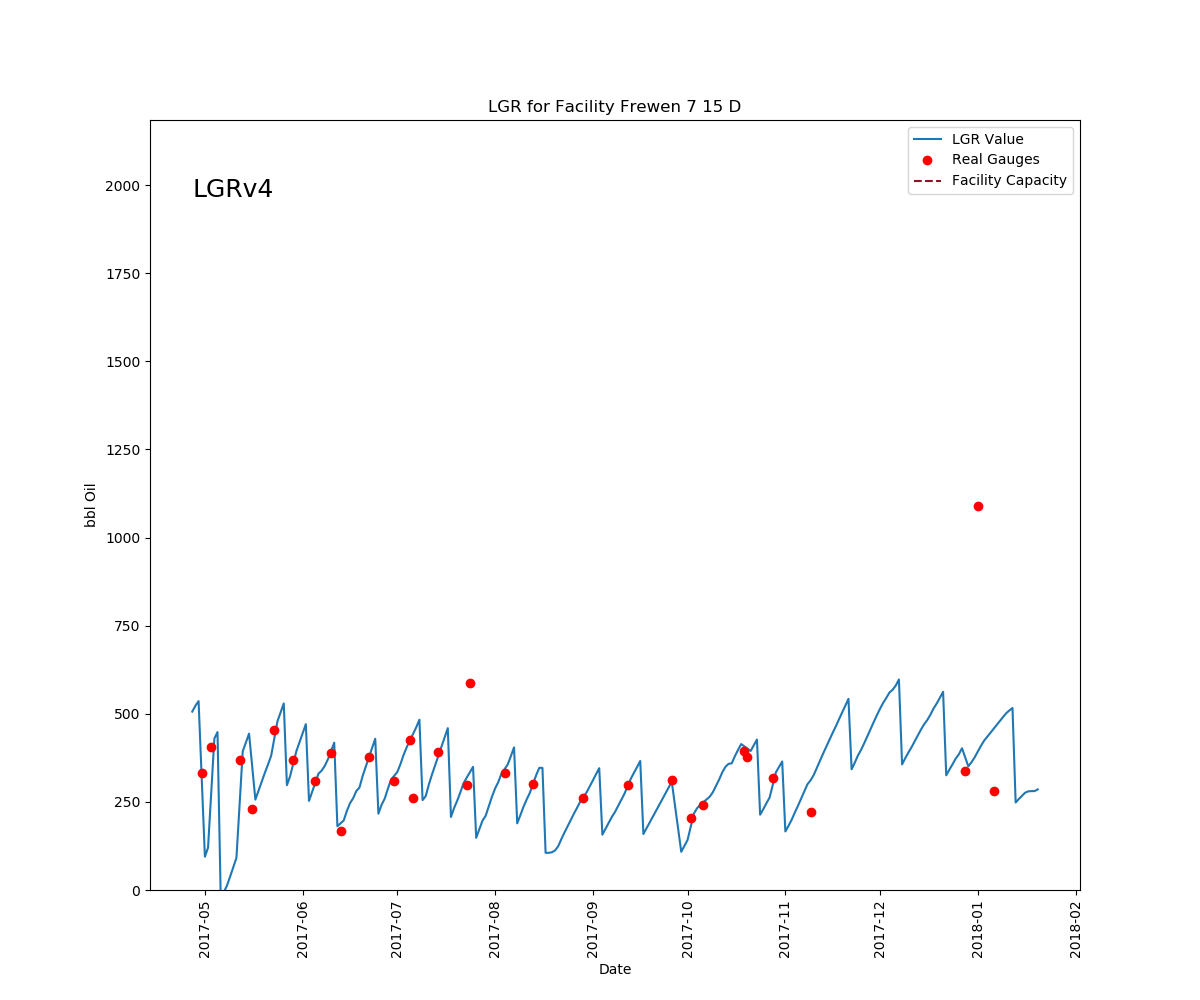 LGR for Facility Frewen 7 15 D
LGRv4
LGR Value
Real Gauges
Facility Capacity
bbl Oil
2000
1750
1500
1250
1000
750
500
250
0
2017-05
2017-06
2017-07
2017-08
2017-09
2017-10
2017-11
2017-12
2018-01
2018-02
Date